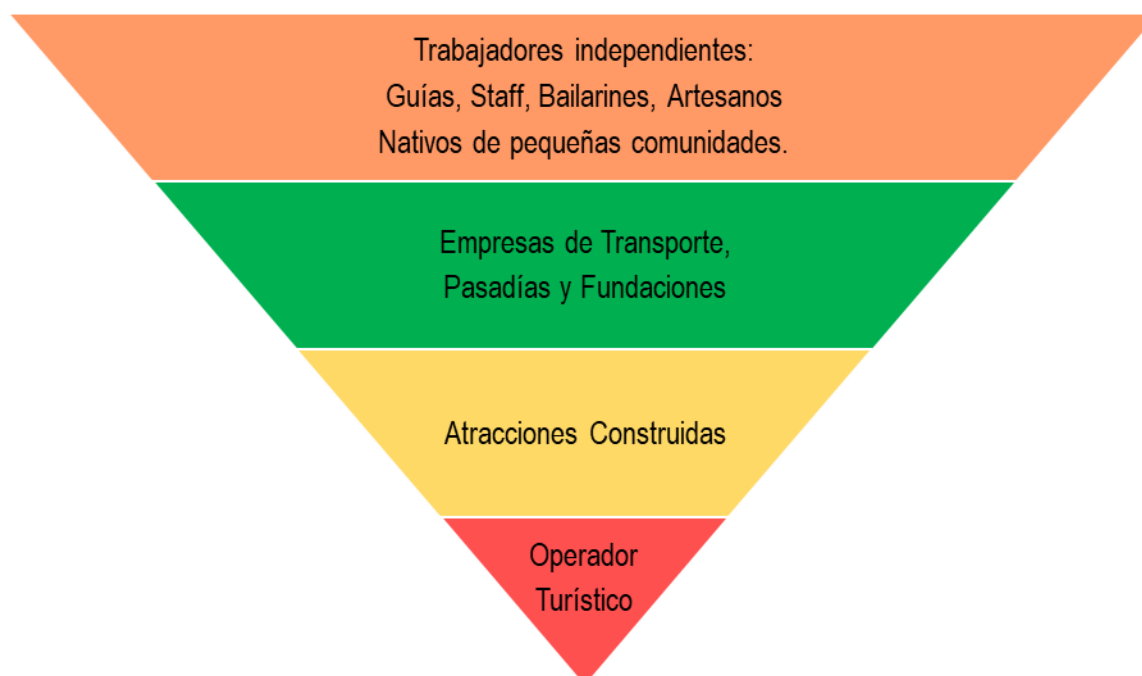 Trabajadores independientes:
Guías, Staff, Bailarines, Artesanos
Nativos de pequeñas comunidades.
Empresas de Transporte,
Pasadías y Fundaciones
Atracciones Construidas
Operador
Turístico